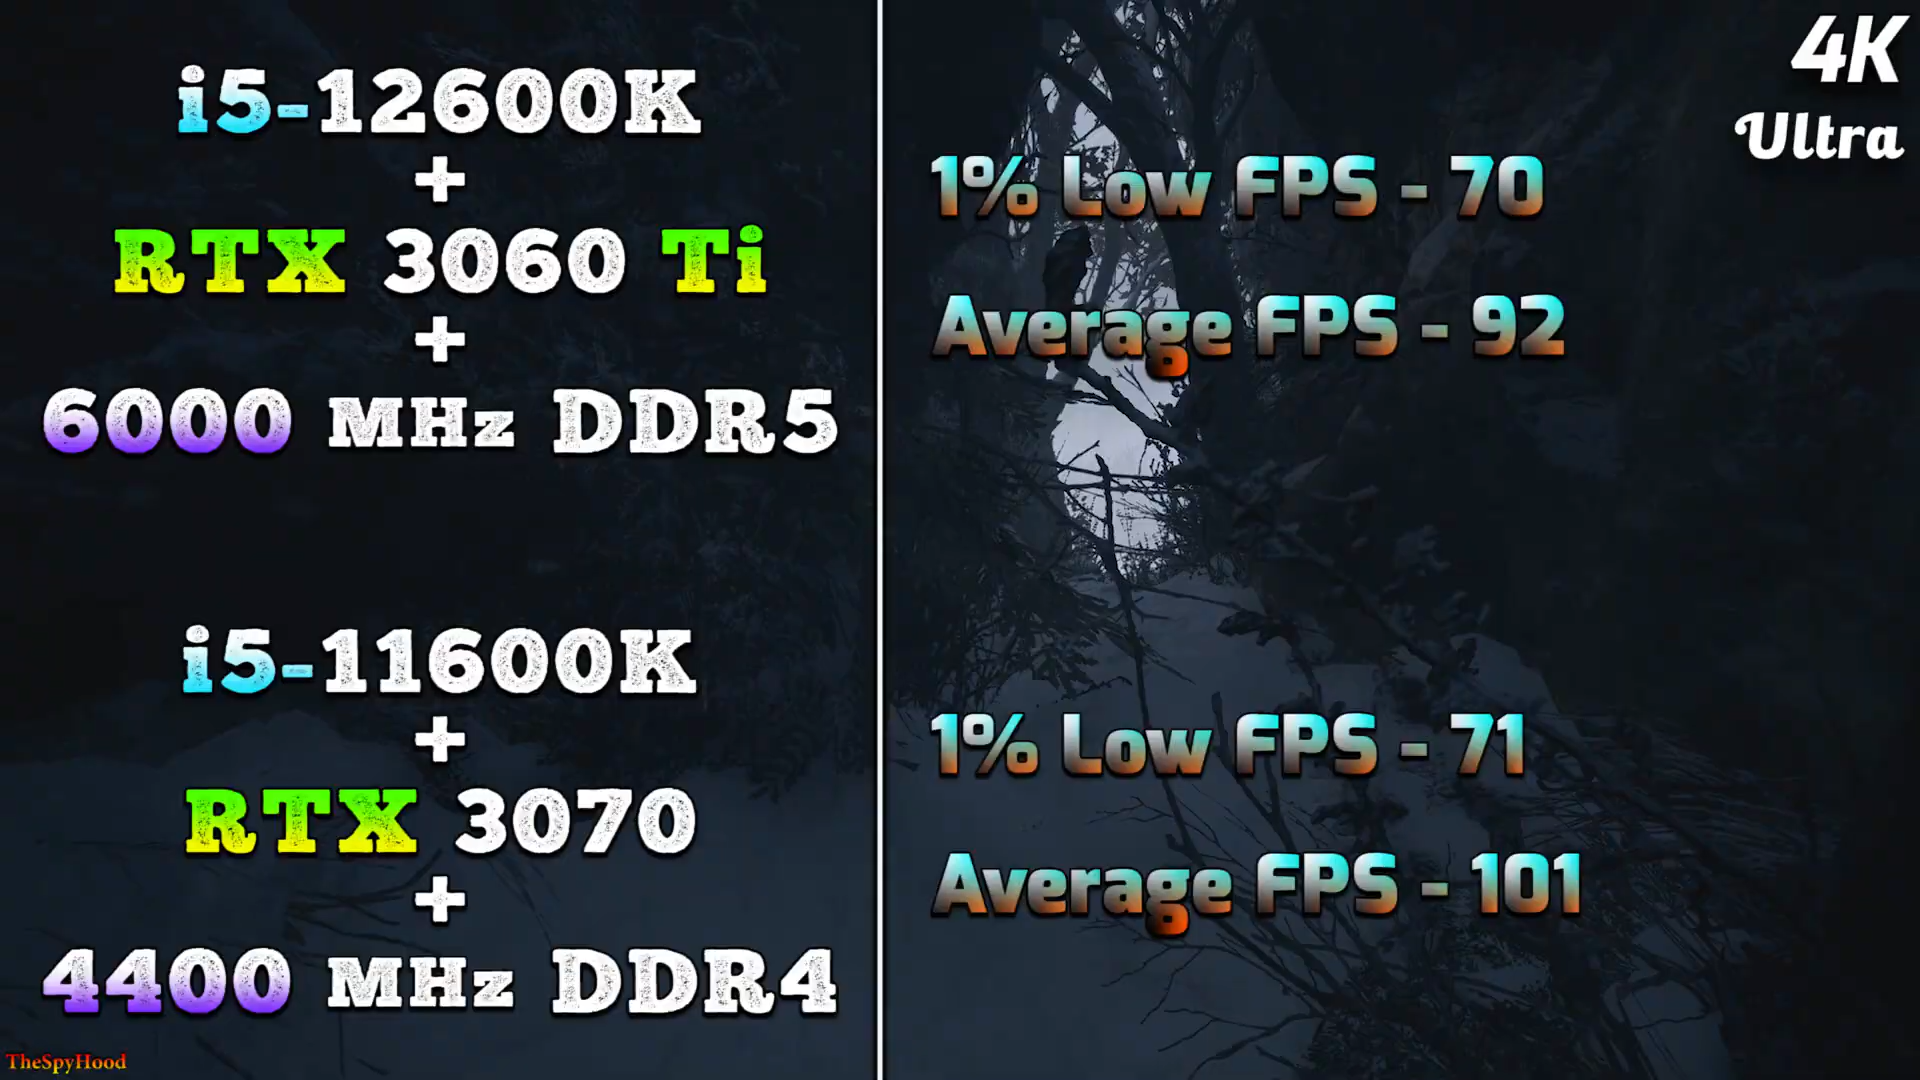 i5-12600K
+
RTX 3060 Ti
+
6000 MHz DDR5
1% Low FPS - 70
Average FPS - 92
4K
Ultra
i5-11600K
+
RTX 3070
+
4400 MHz DDR4
1% Low FPS - 71
Average FPS - 101
TheSpyHood